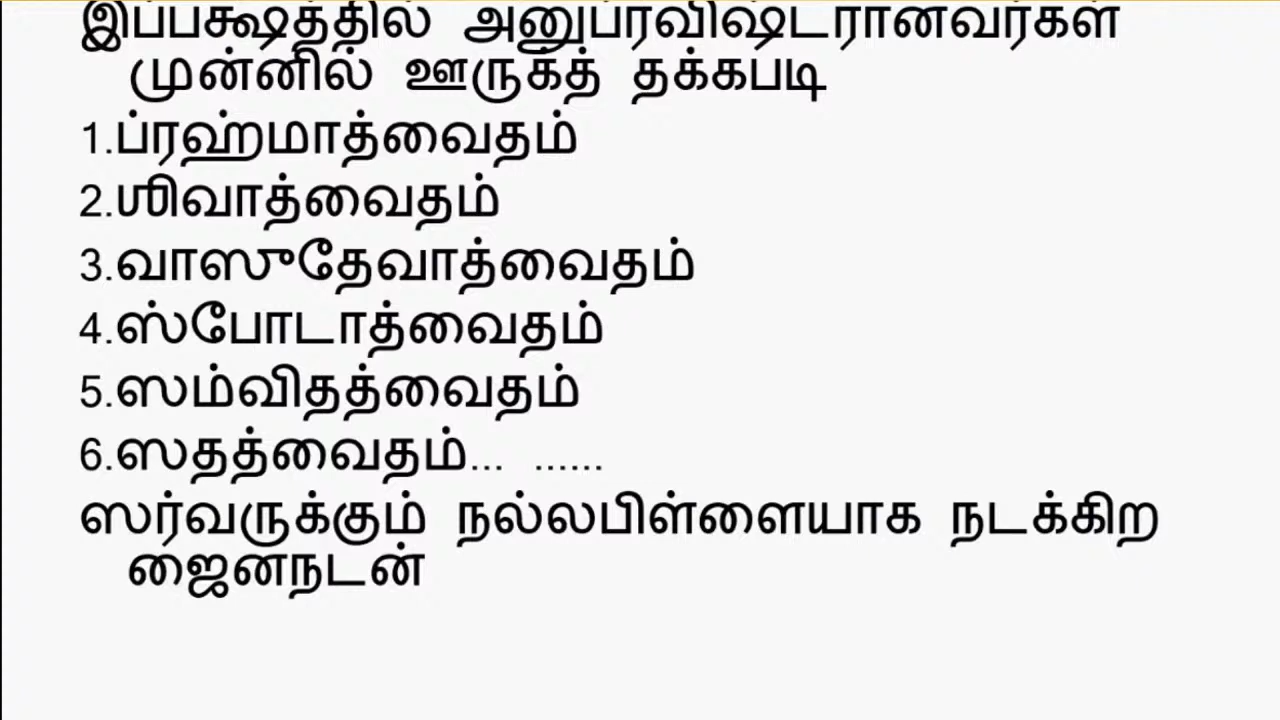 இப்பக்ஷத்தில் அனுப்ரவிஷ்டரானவர்கள்
முன்னில் ஊருக்குத் தக்கபடி
1.ப்ரஹ்மாத்வைதம்
2.ஶிவாத்வைதம்
3.வாஸுதேவாத்வைதம்
4.ஸ்போடாத்வைதம்
5.ஸம்விதத்வைதம்
6.ஸதத்வைதம்... ......
ஸர்வருக்கும் நல்லபிள்ளையாக நடக்கிற
ஜைனநடன்